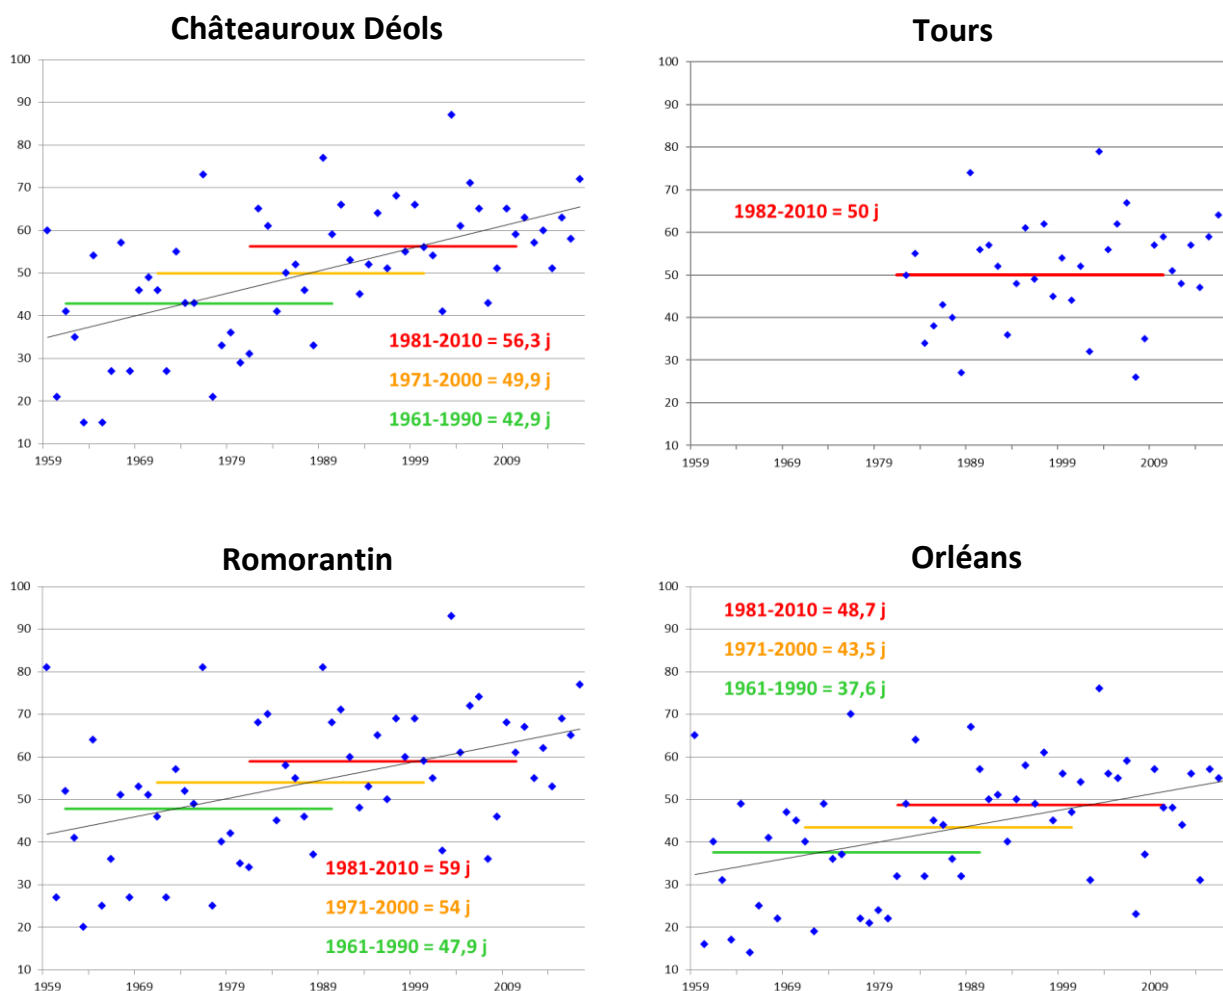 Châteauroux Déols
100
90
80
70
60
50
40
30
20
10
1959 1969 1979 1989 1999 2009
1981-2010 = 56,3 j
1971-2000 = 49,9 j
1961-1990 = 42,9 j
Tours
100
90
80
70
60
50
40
30
20
10
1959 1969 1979 1989 1999 2009
1982-2010 = 50 j
Romorantin
100
90
80
70
60
50
40
30
20
10
1959 1969 1979 1989 1999 2009
1981-2010 = 59 j
1971-2000 = 54 j
1961-1990 = 47,9 j
Orléans
100
90
80
70
60
50
40
30
20
10
1959 1969 1979 1989 1999 2009
1981-2010 = 48,7 j
1971-2000 = 43,5 j
1961-1990 = 37,6 j